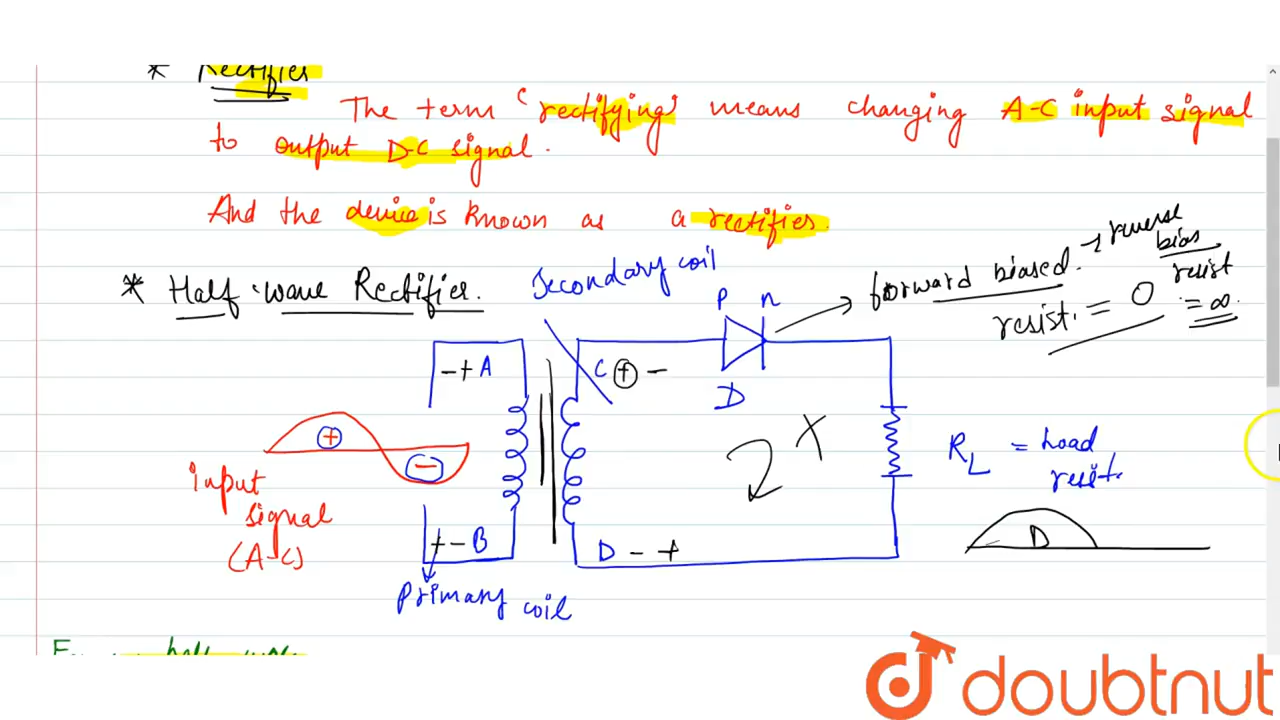 * Rectifier
The term 'rectifying' means changing A-C input signal
to output D-C signal.
And the device is known as a rectifier.
* Half-wave Rectifier.
Secondary coil
P n
forward biased. → reverse
bias
resist. = 0
resist
= ∞.
- + A
C + -
D
+
-
input
signal
(A-C)
X
RL = Load
resist.
+ - B
D - +
D
Primary coil
doubtnut